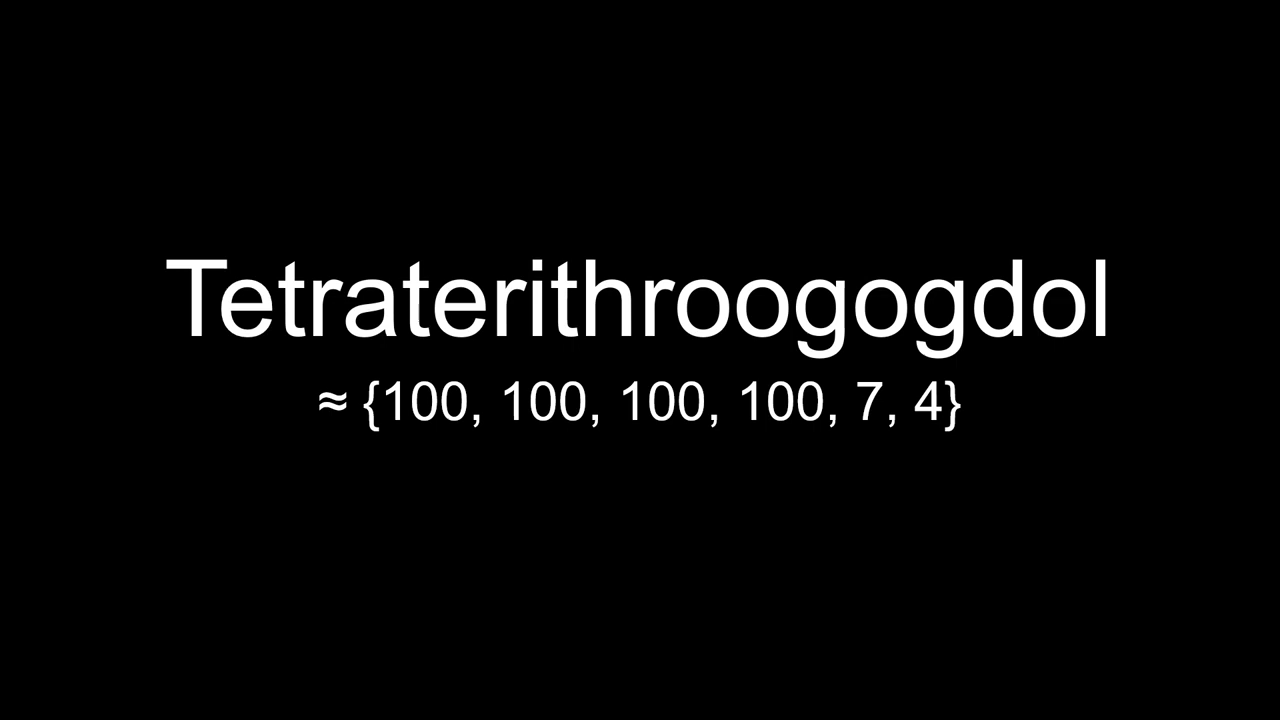 Tetraterithroogogdol
≈ {100, 100, 100, 100, 7, 4}